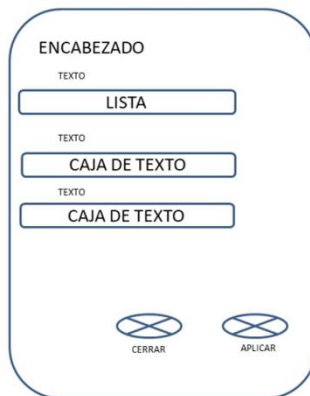 ENCABEZADO
TEXTO
LISTA
TEXTO
CAJA DE TEXTO
TEXTO
CAJA DE TEXTO
CERRAR
APLICAR